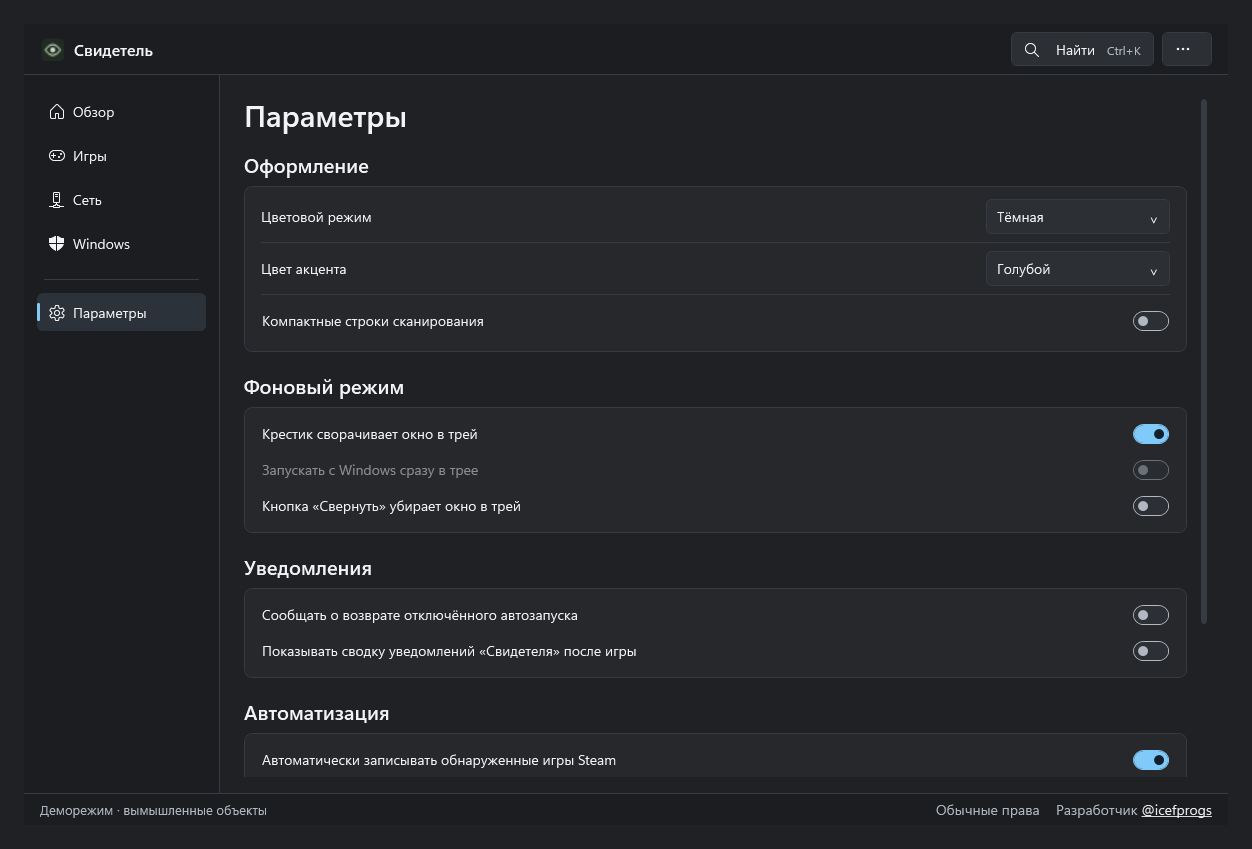 Свидетель
Найти Ctrl+K
Обзор
Игры
Сеть
Windows
Параметры
Параметры
Оформление
Цветовой режим
Тёмная
Цвет акцента
Голубой
Компактные строки сканирования
Фоновый режим
Крестик сворачивает окно в трей
Запускать с Windows сразу в трее
Кнопка «Свернуть» убирает окно в трей
Уведомления
Сообщать о возврате отключённого автозапуска
Показывать сводку уведомлений «Свидетеля» после игры
Автоматизация
Автоматически записывать обнаруженные игры Steam
Деморежим · вымышленные объекты
Обычные права
Разработчик @icefprogs